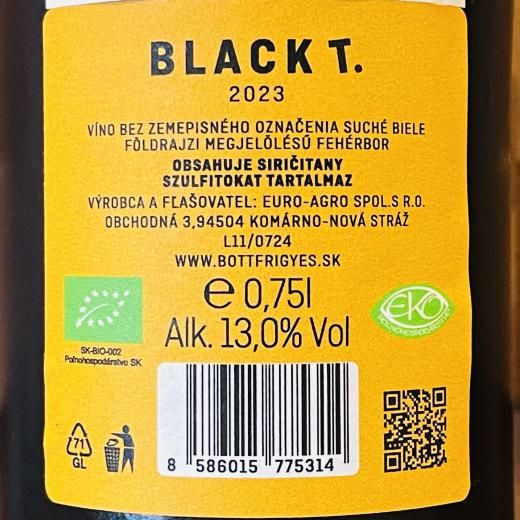 BLACK T.
2023
VÍNO BEZ ZEMEPISNÉHO OZNAČENIA SUCHÉ BIELE
FÖLDRAJZI MEGJELÖLÉSŰ FEHÉRBOR
OBSAHUJE SIRIČITANY
SZULFITOKAT TARTALMAZ
VÝROBCA A FĽAŠOVATEL: EURO-AGRO SPOL.S R.O.
OBCHODNÁ 3,94504 KOMÁRNO-NOVÁ STRÁŽ
L11/0724
WWW.BOTTFRIGYES.SK
e 0,75l
Alk. 13,0% Vol
EKO
POĽNOHOSPODÁRSTVO
SK-BIO-002
Poľnohospodárstvo SK
71
GL
8 586015 775314